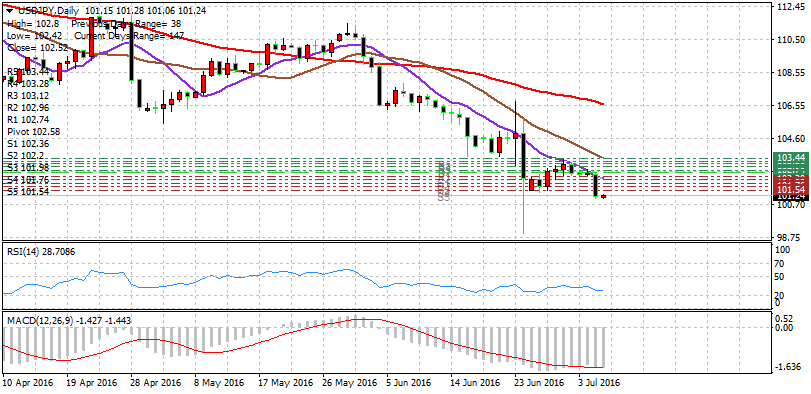 USDJPY,Daily 101.15 101.28 101.06 101.24
High= 102.8 Previous Days Range= 38
Low= 102.42 Current Days Range= 147
Close= 102.52
R5 103.44
R4 103.28
R3 103.12
R2 102.96
R1 102.74
Pivot 102.58
S1 102.36
S2 102.2
S3 101.98
S4 101.76
S5 101.54
112.45
110.50
108.55
106.55
104.60
103.44
101.54
101.24
100.70
98.75
RSI(14) 28.7086
100
70
50
20
0
MACD(12,26,9) -1.427 -1.443
0.52
0.00
-1.636
10 Apr 2016 19 Apr 2016 28 Apr 2016 8 May 2016 17 May 2016 26 May 2016 5 Jun 2016 14 Jun 2016 23 Jun 2016 3 Jul 2016